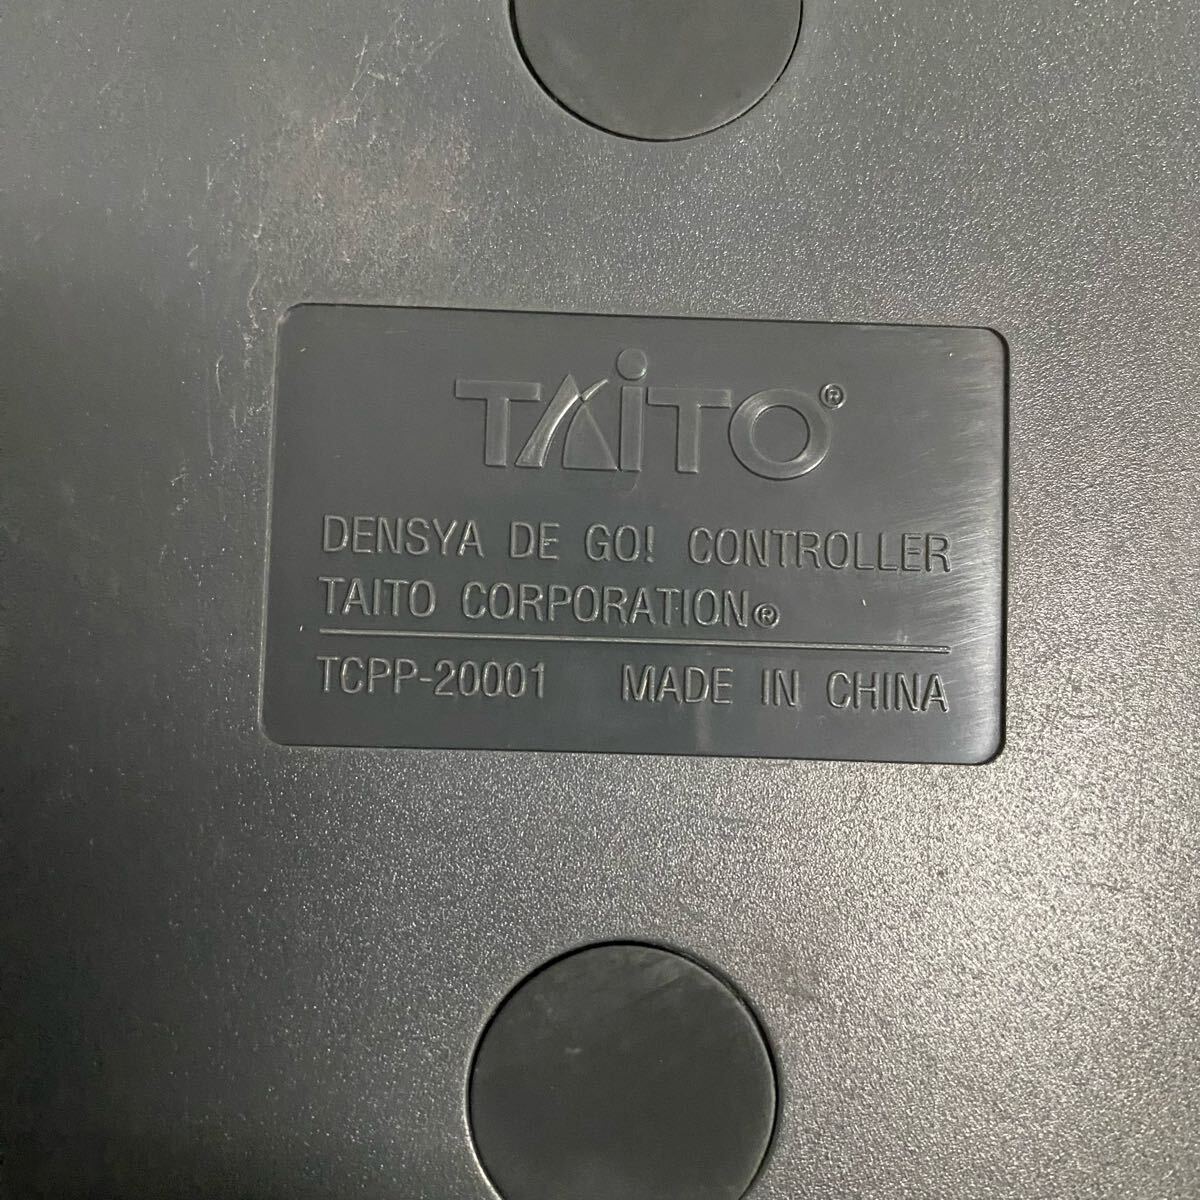 TAiTO®
DENSYA DE GO! CONTROLLER
TAITO CORPORATION®
TCPP-20001 MADE IN CHINA